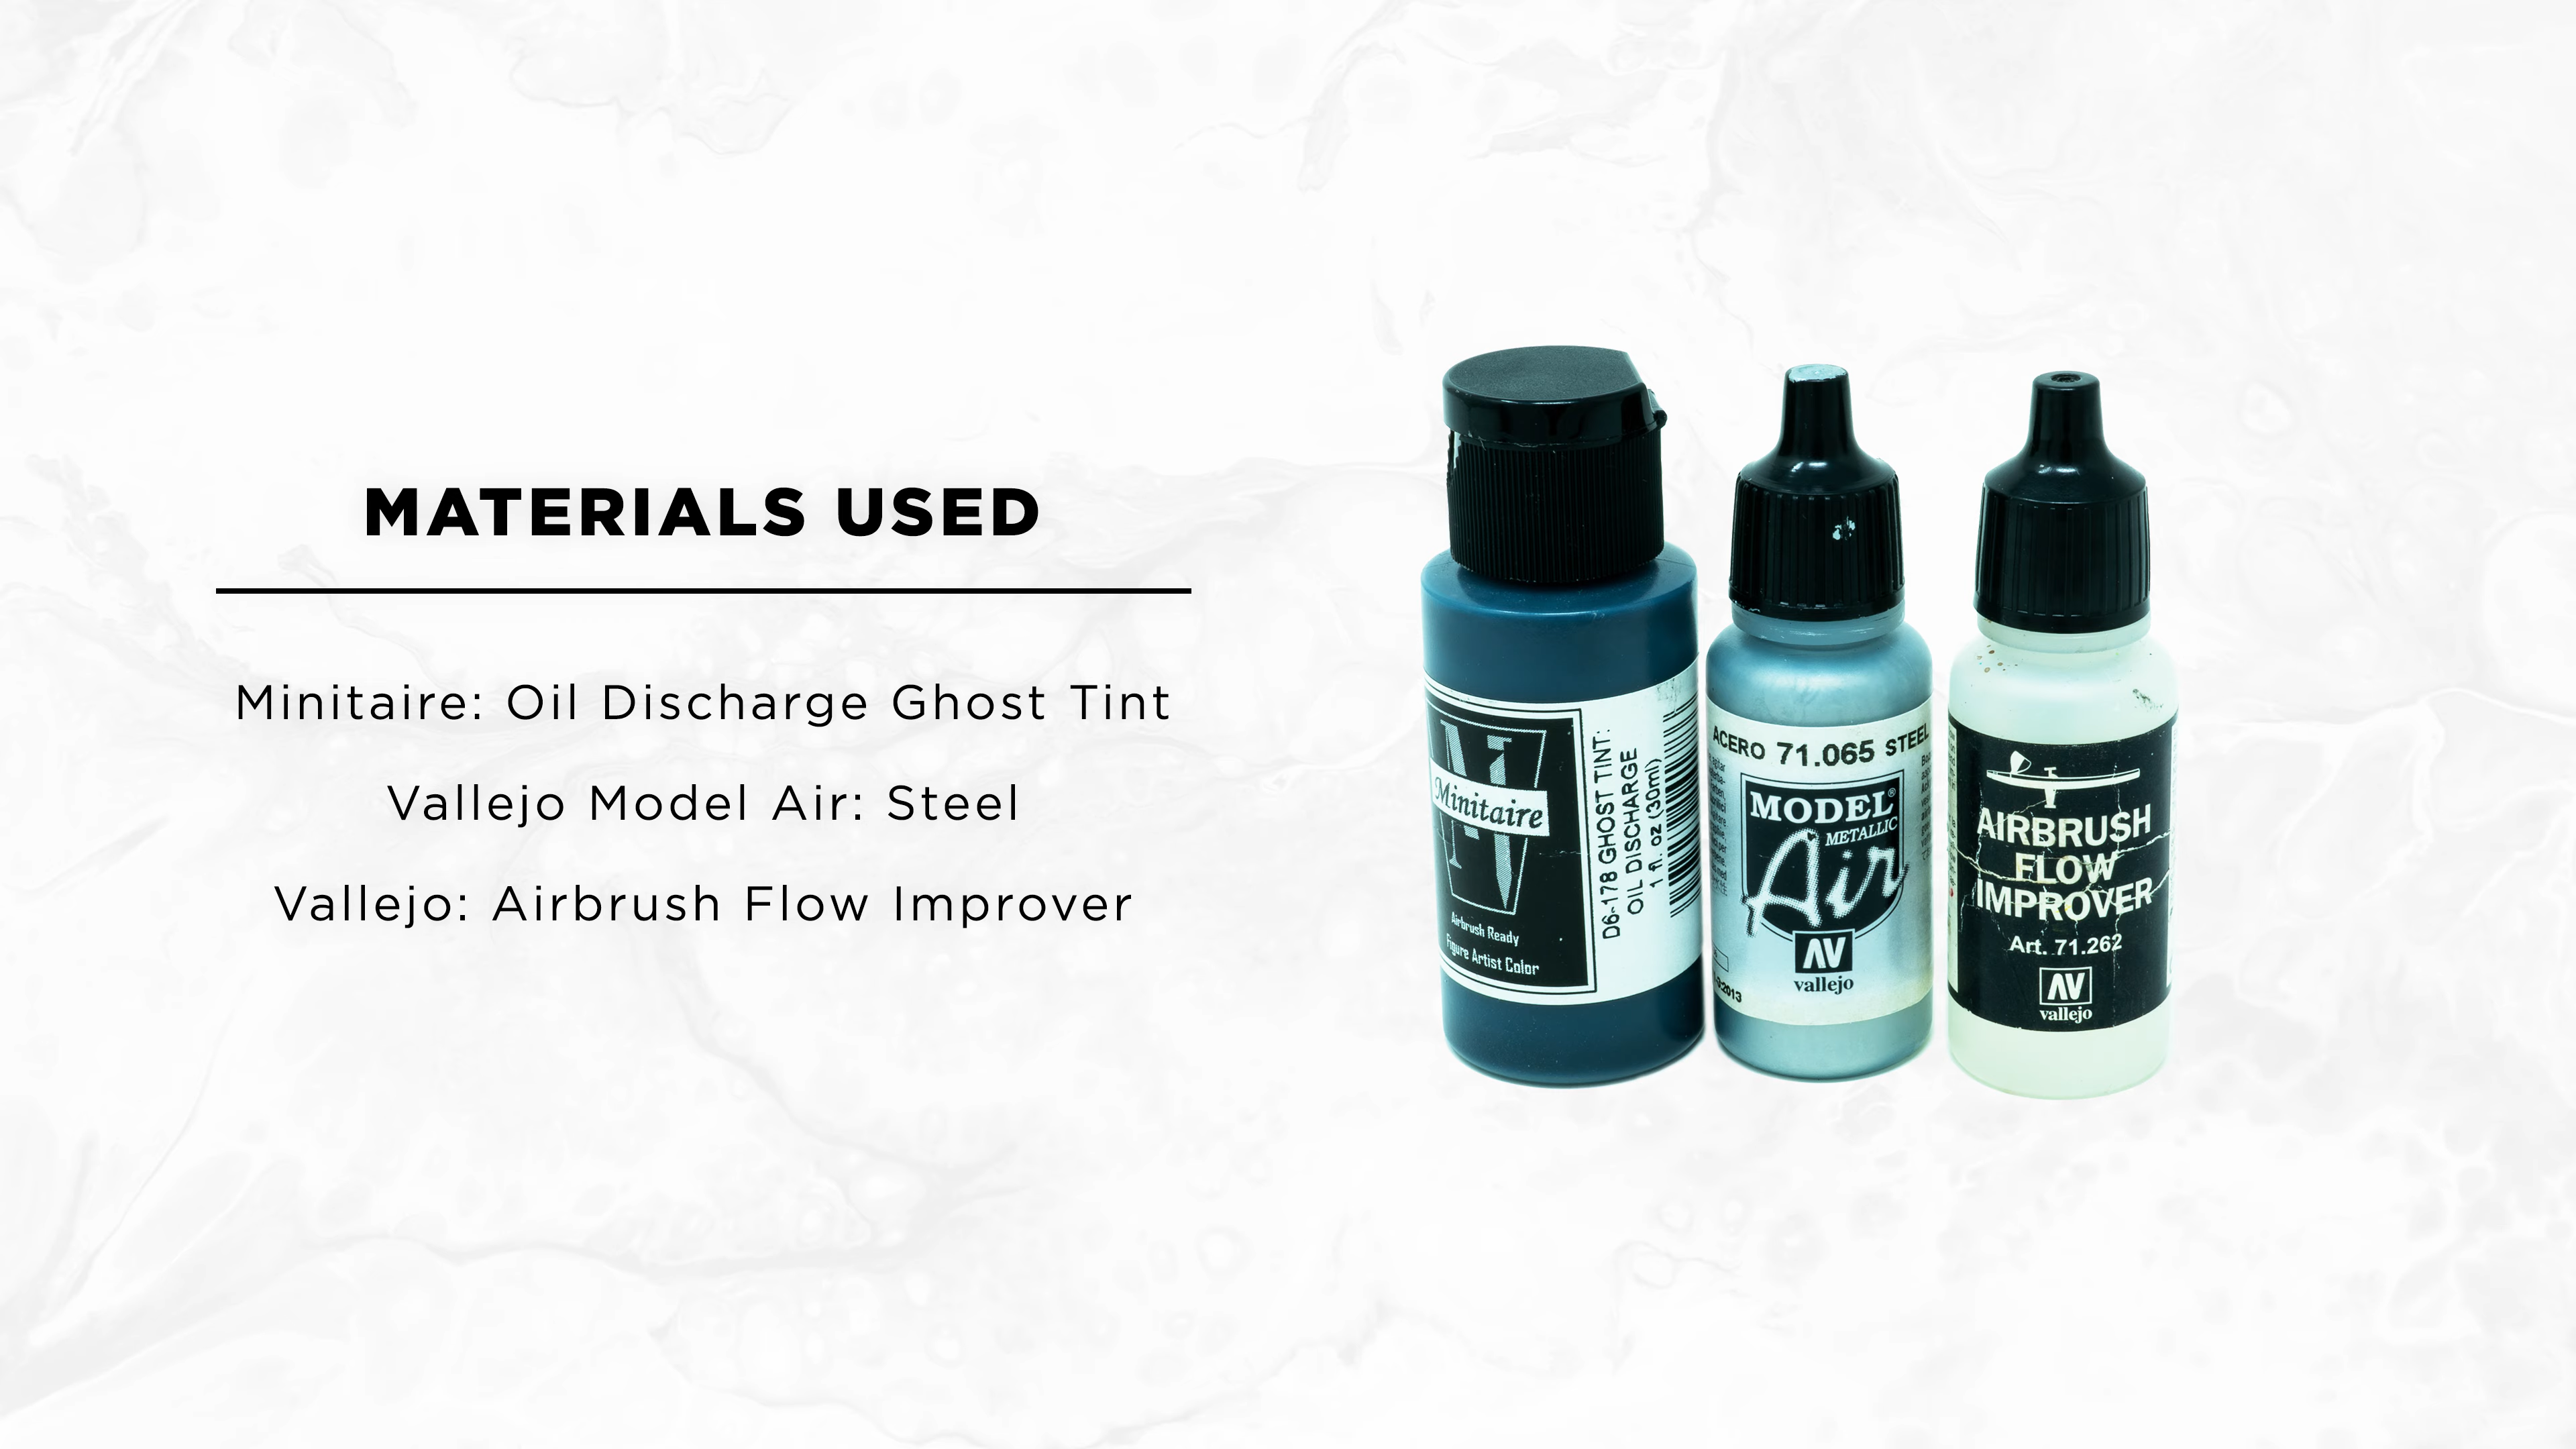 MATERIALS USED
Minitaire: Oil Discharge Ghost Tint
Vallejo Model Air: Steel
Vallejo: Airbrush Flow Improver
Minitaire
Airbrush Ready
Figure Artist Color
D6-178 GHOST TINT:
OIL DISCHARGE
1 fl. oz (30ml)
ACERO 71.065 STEEL
MODEL®
METALLIC
Air
AV
vallejo
AIRBRUSH
FLOW
IMPROVER
Art. 71.262
AV
vallejo